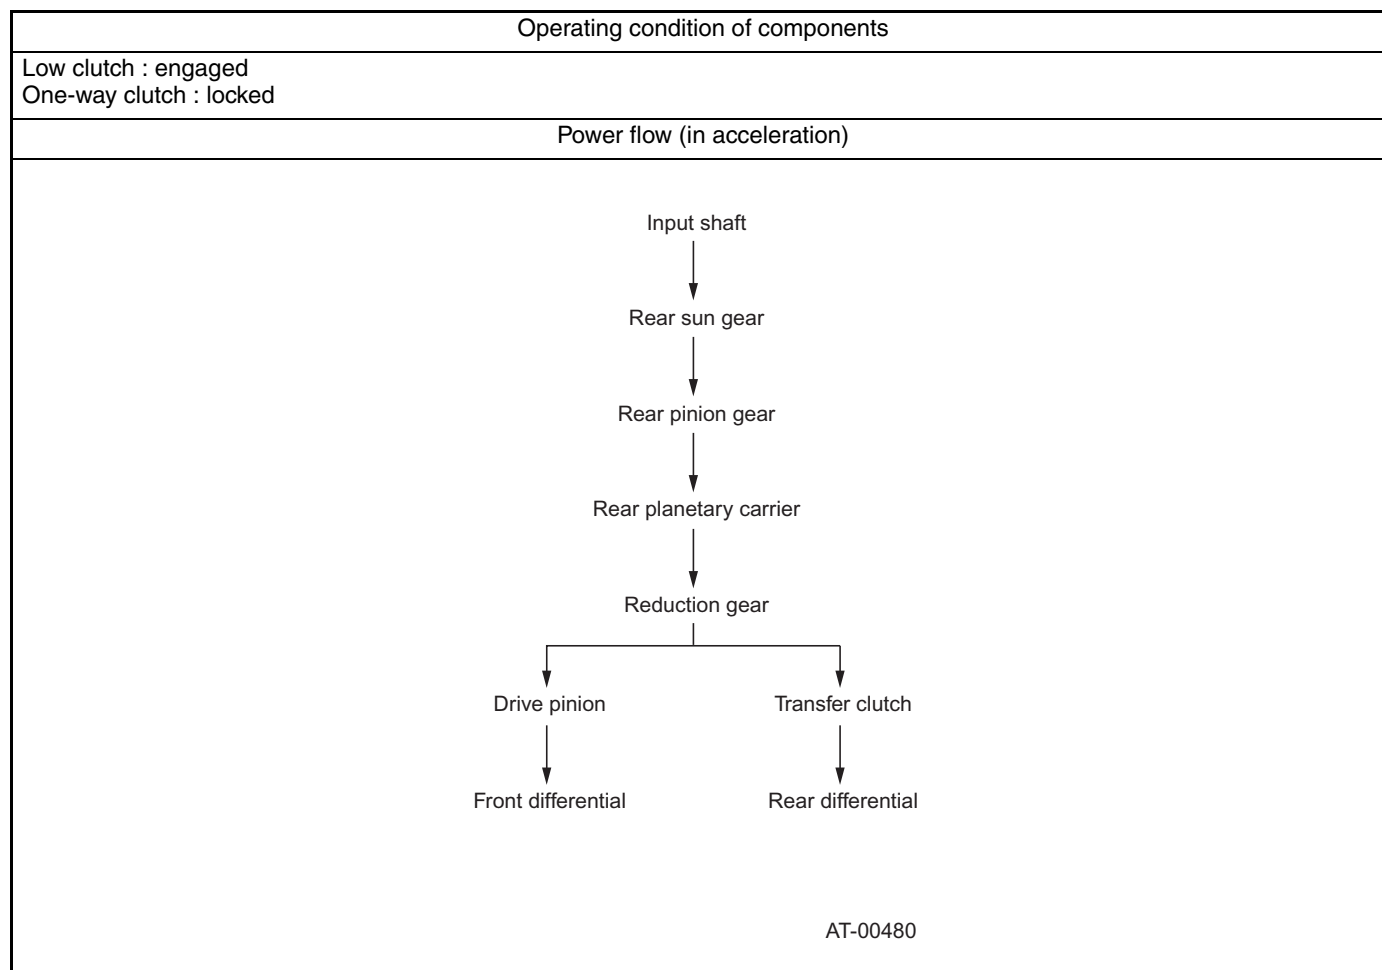 Operating condition of components
Low clutch : engaged
One-way clutch : locked
Power flow (in acceleration)
Input shaft
Rear sun gear
Rear pinion gear
Rear planetary carrier
Reduction gear
Drive pinion
Transfer clutch
Front differential
Rear differential
AT-00480